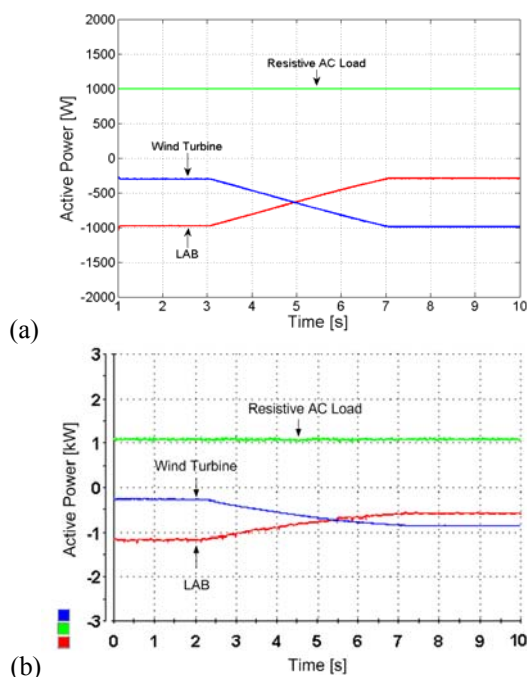 2000
1500
Resistive AC Load
1000
500
Wind Turbine
0
-500
-1000
LAB
-1500
-2000
Active Power [W]
1 2 3 4 5 6 7 8 9 10
Time [s]
(a)
3
2
Resistive AC Load
1
Wind Turbine
0
-1
LAB
-2
-3
Active Power [kW]
0 1 2 3 4 5 6 7 8 9 10
Time [s]
(b)